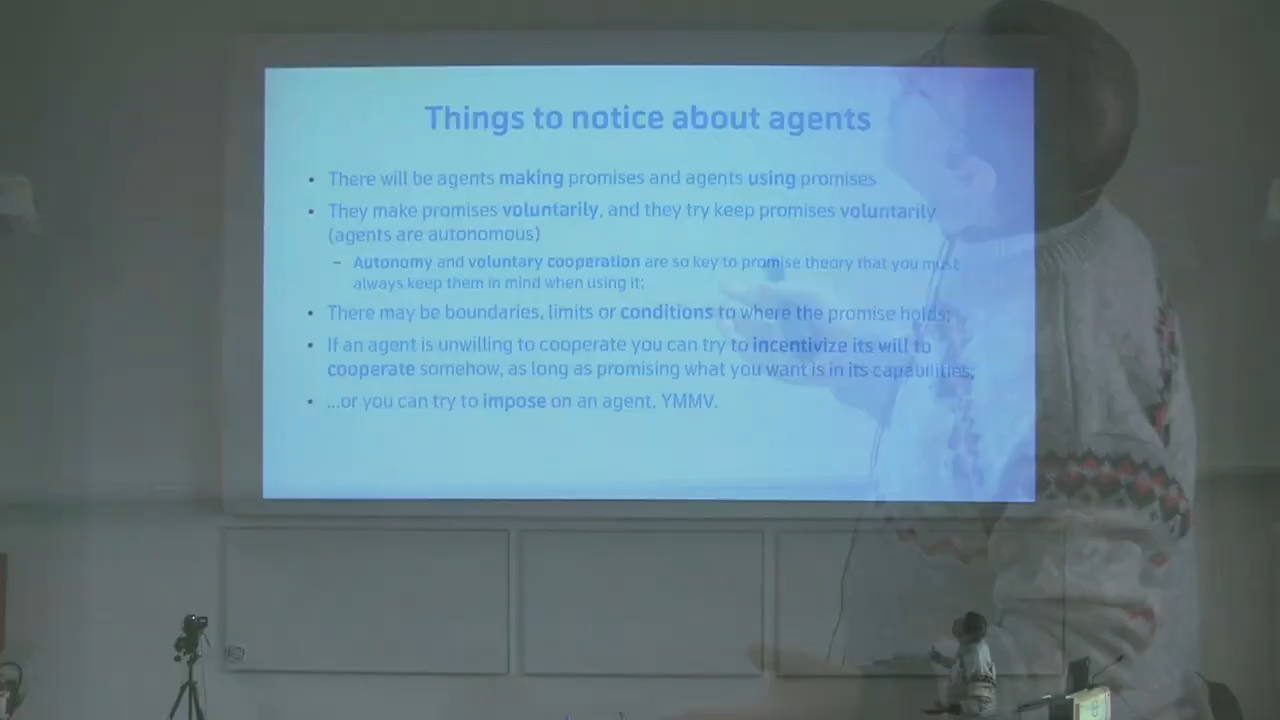 Things to notice about agents
• There will be agents making promises and agents using promises
• They make promises voluntarily, and they try keep promises voluntarily
(agents are autonomous)
– Autonomy and voluntary cooperation are so key to promise theory that you must
always keep them in mind when using it;
• There may be boundaries, limits or conditions to where the promise holds;
• If an agent is unwilling to cooperate you can try to incentivize its will to
cooperate somehow, as long as promising what you want is in its capabilities;
• ...or you can try to impose on an agent. YMMV.